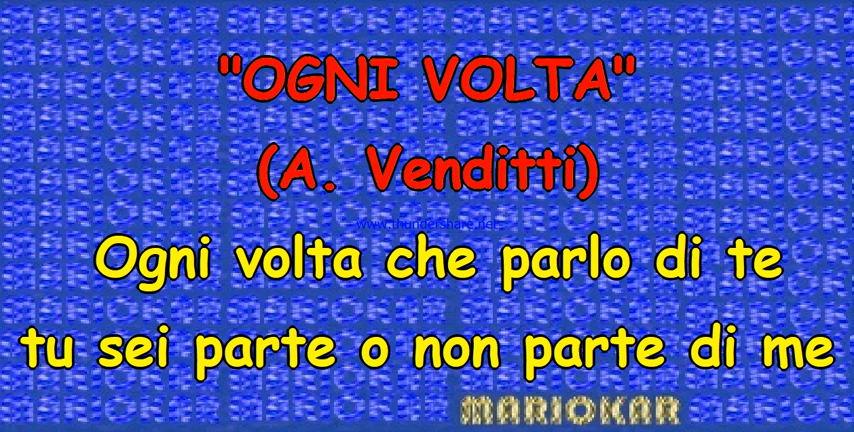 "OGNI VOLTA"
(A. Venditti)
www.thundershare.net
Ogni volta che parlo di te
tu sei parte o non parte di me
MARIOKAR